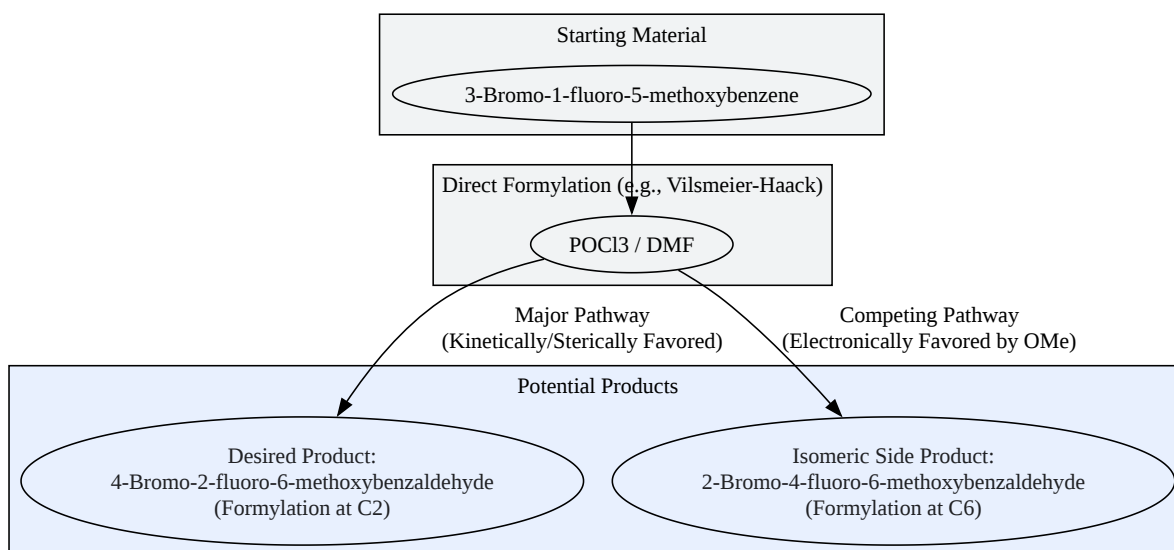 Starting Material
3-Bromo-1-fluoro-5-methoxybenzene
Direct Formylation (e.g., Vilsmeier-Haack)
POCl3 / DMF
Major Pathway
(Kinetically/Sterically Favored)
Competing Pathway
(Electronically Favored by OMe)
Potential Products
Desired Product:
4-Bromo-2-fluoro-6-methoxybenzaldehyde
(Formylation at C2)
Isomeric Side Product:
2-Bromo-4-fluoro-6-methoxybenzaldehyde
(Formylation at C6)